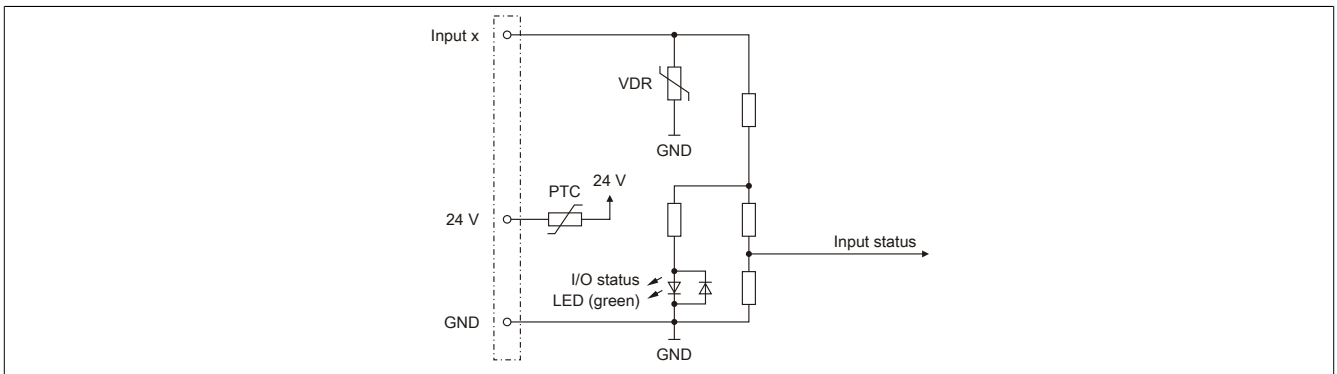 Input x
VDR
GND
PTC
24 V
24 V
Input status
I/O status
LED (green)
GND
GND